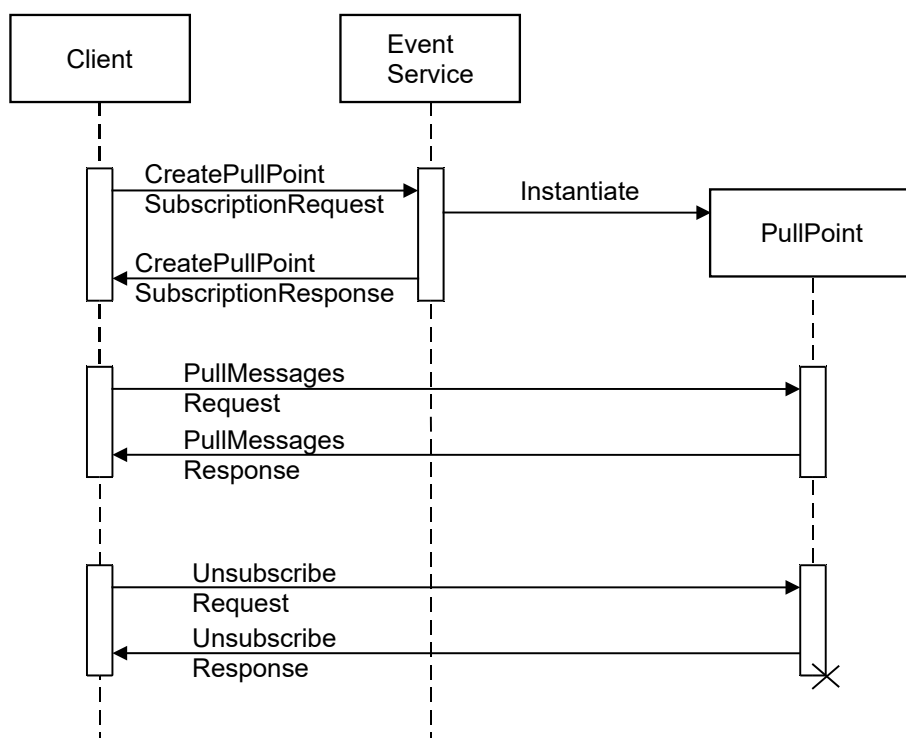 Client
Event
Service
CreatePullPoint
SubscriptionRequest
Instantiate
PullPoint
CreatePullPoint
SubscriptionResponse
PullMessages
Request
PullMessages
Response
Unsubscribe
Request
Unsubscribe
Response